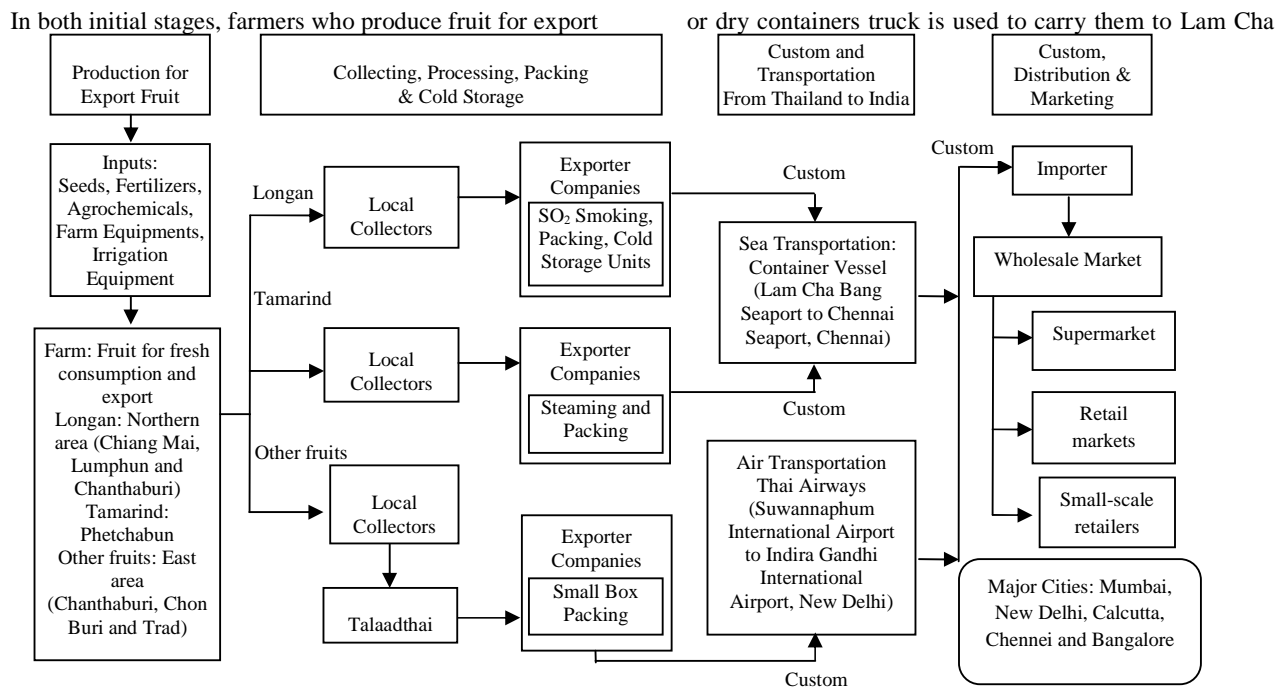 In both initial stages, farmers who produce fruit for export
or dry containers truck is used to carry them to Lam Cha
Production for
Export Fruit
Collecting, Processing, Packing
& Cold Storage
Custom and
Transportation
From Thailand to India
Custom,
Distribution &
Marketing
Inputs:
Seeds, Fertilizers,
Agrochemicals,
Farm Equipments,
Irrigation
Equipment
Farm: Fruit for fresh
consumption and
export
Longan: Northern
area (Chiang Mai,
Lumphun and
Chanthaburi)
Tamarind:
Phetchabun
Other fruits: East
area
(Chanthaburi, Chon
Buri and Trad)
Longan
Local
Collectors
Exporter
Companies
SO₂ Smoking,
Packing, Cold
Storage Units
Custom
Tamarind
Local
Collectors
Exporter
Companies
Steaming and
Packing
Custom
Other fruits
Local
Collectors
Talaadthai
Exporter
Companies
Small Box
Packing
Custom
Sea Transportation:
Container Vessel
(Lam Cha Bang
Seaport to Chennai
Seaport, Chennai)
Air Transportation
Thai Airways
(Suwannaphum
International Airport
to Indira Gandhi
International
Airport, New Delhi)
Custom
Importer
Wholesale Market
Supermarket
Retail
markets
Small-scale
retailers
Major Cities: Mumbai,
New Delhi, Calcutta,
Chennei and Bangalore